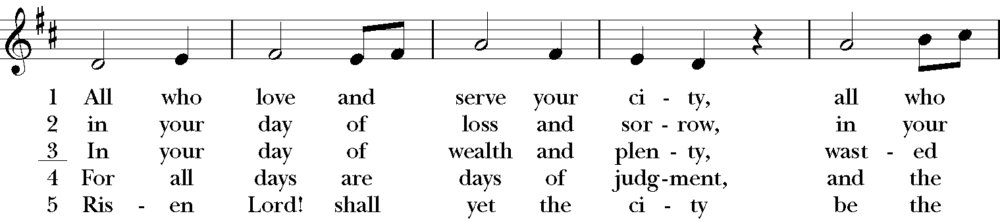 1 All who love and serve your ci - ty, all who
2 in your day of loss and sor - row, in your
3 In your day of wealth and plen - ty, wast - ed
4 For all days are days of judg-ment, and the
5 Ris - en Lord! shall yet the ci - ty be the